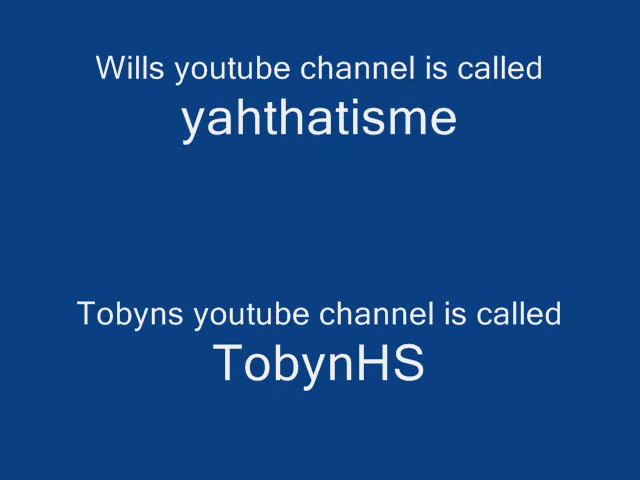 Wills youtube channel is called
yahthatisme
Tobyns youtube channel is called
TobynHS